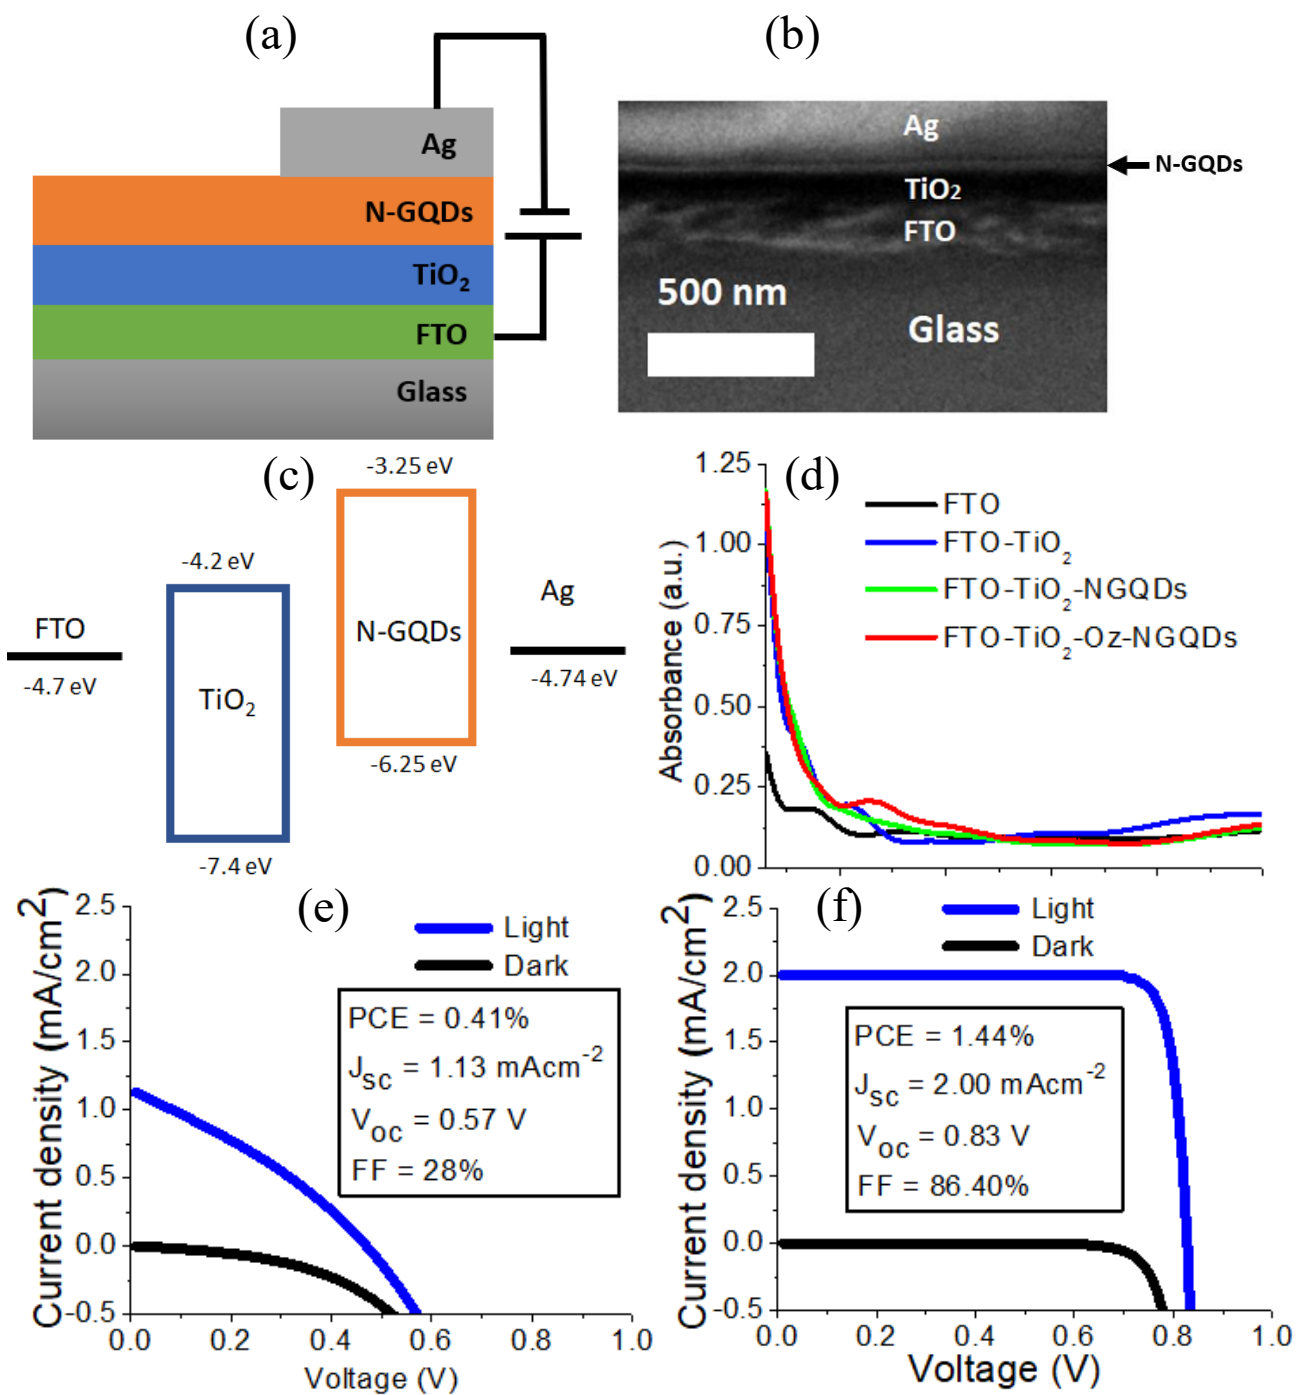 (a)
Ag
N-GQDs
TiO₂
FTO
Glass
(b)
Ag
N-GQDs
TiO₂
FTO
500 nm
Glass
(c)
-3.25 eV
-4.2 eV
FTO
-4.7 eV
TiO₂
N-GQDs
Ag
-4.74 eV
-6.25 eV
-7.4 eV
(d)
Absorbance (a.u.)
1.25
1.00
0.75
0.50
0.25
0.00
FTO
FTO-TiO₂
FTO-TiO₂-NGQDs
FTO-TiO₂-Oz-NGQDs
(e)
Current density (mA/cm²)
2.5
2.0
1.5
1.0
0.5
0.0
-0.5
Light
Dark
PCE = 0.41%
Jsc = 1.13 mAcm⁻²
Voc = 0.57 V
FF = 28%
0.0 0.2 0.4 0.6 0.8 1.0
Voltage (V)
(f)
Current density (mA/cm²)
2.5
2.0
1.5
1.0
0.5
0.0
-0.5
Light
Dark
PCE = 1.44%
Jsc = 2.00 mAcm⁻²
Voc = 0.83 V
FF = 86.40%
0.0 0.2 0.4 0.6 0.8 1.0
Voltage (V)